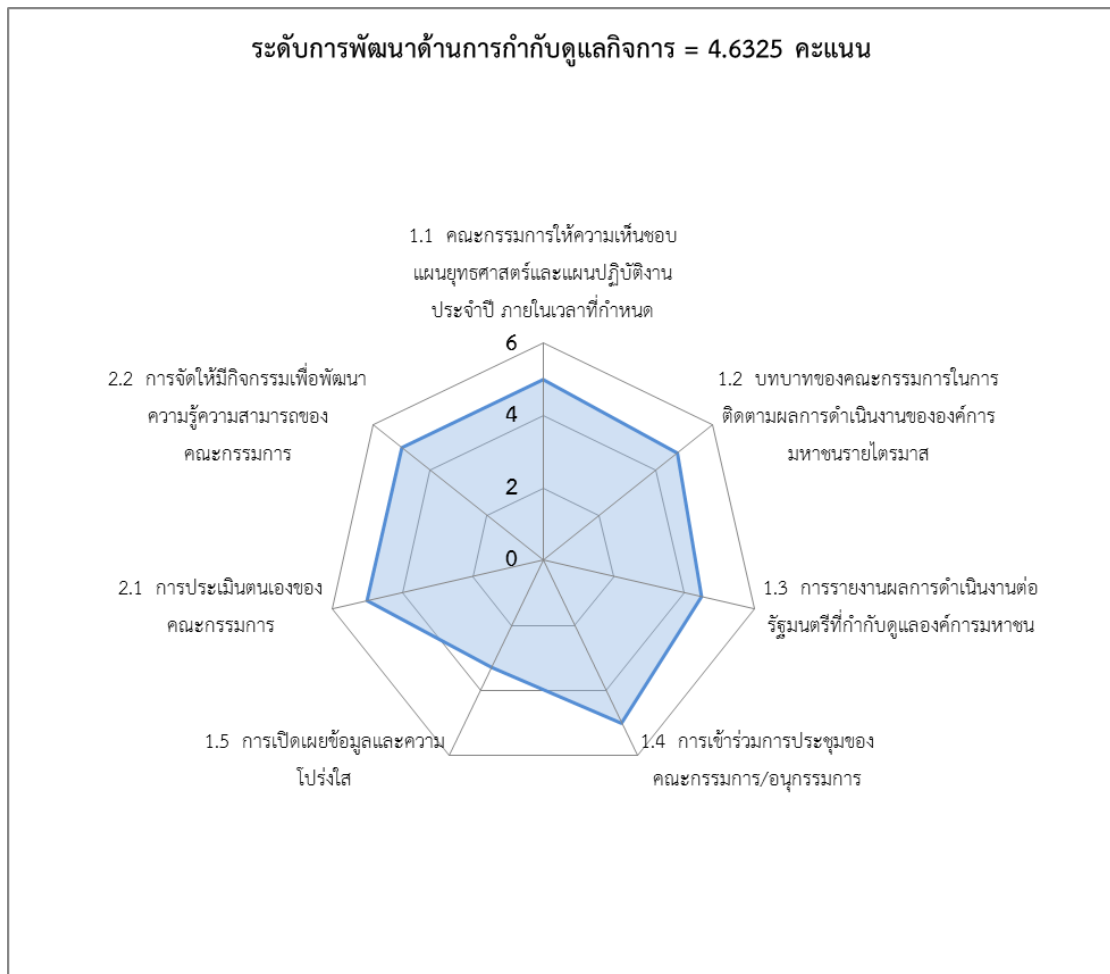 ระดับการพัฒนาด้านการกำกับดูแลกิจการ = 4.6325 คะแนน
1.1 คณะกรรมการให้ความเห็นชอบ
แผนยุทธศาสตร์และแผนปฏิบัติงาน
ประจำปี ภายในเวลาที่กำหนด
6
4
2
0
1.2 บทบาทของคณะกรรมการในการ
ติดตามผลการดำเนินงานขององค์การ
มหาชนรายไตรมาส
1.3 การรายงานผลการดำเนินงานต่อ
รัฐมนตรีที่กำกับดูแลองค์การมหาชน
1.4 การเข้าร่วมการประชุมของ
คณะกรรมการ/อนุกรรมการ
1.5 การเปิดเผยข้อมูลและความ
โปร่งใส
2.1 การประเมินตนเองของ
คณะกรรมการ
2.2 การจัดให้มีกิจกรรมเพื่อพัฒนา
ความรู้ความสามารถของ
คณะกรรมการ